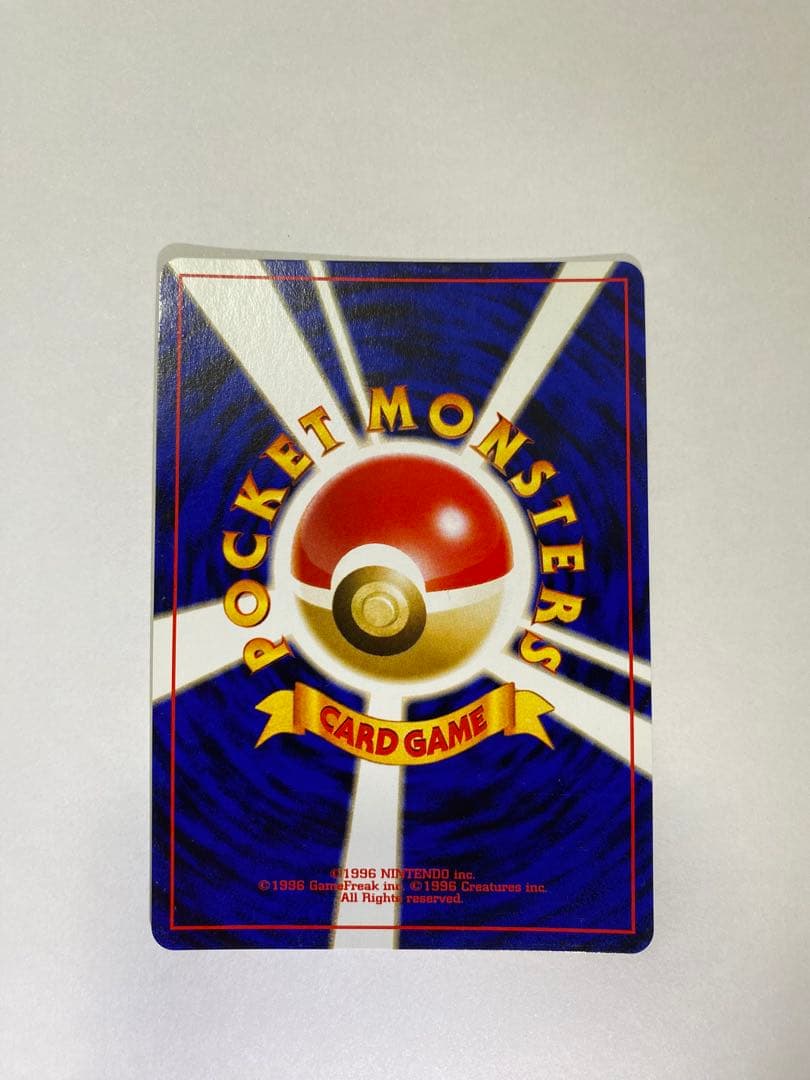 POCKET MONSTERS
CARD GAME
©1996 NINTENDO inc.
©1996 GameFreak inc. ©1996 Creatures inc.
All Rights reserved.